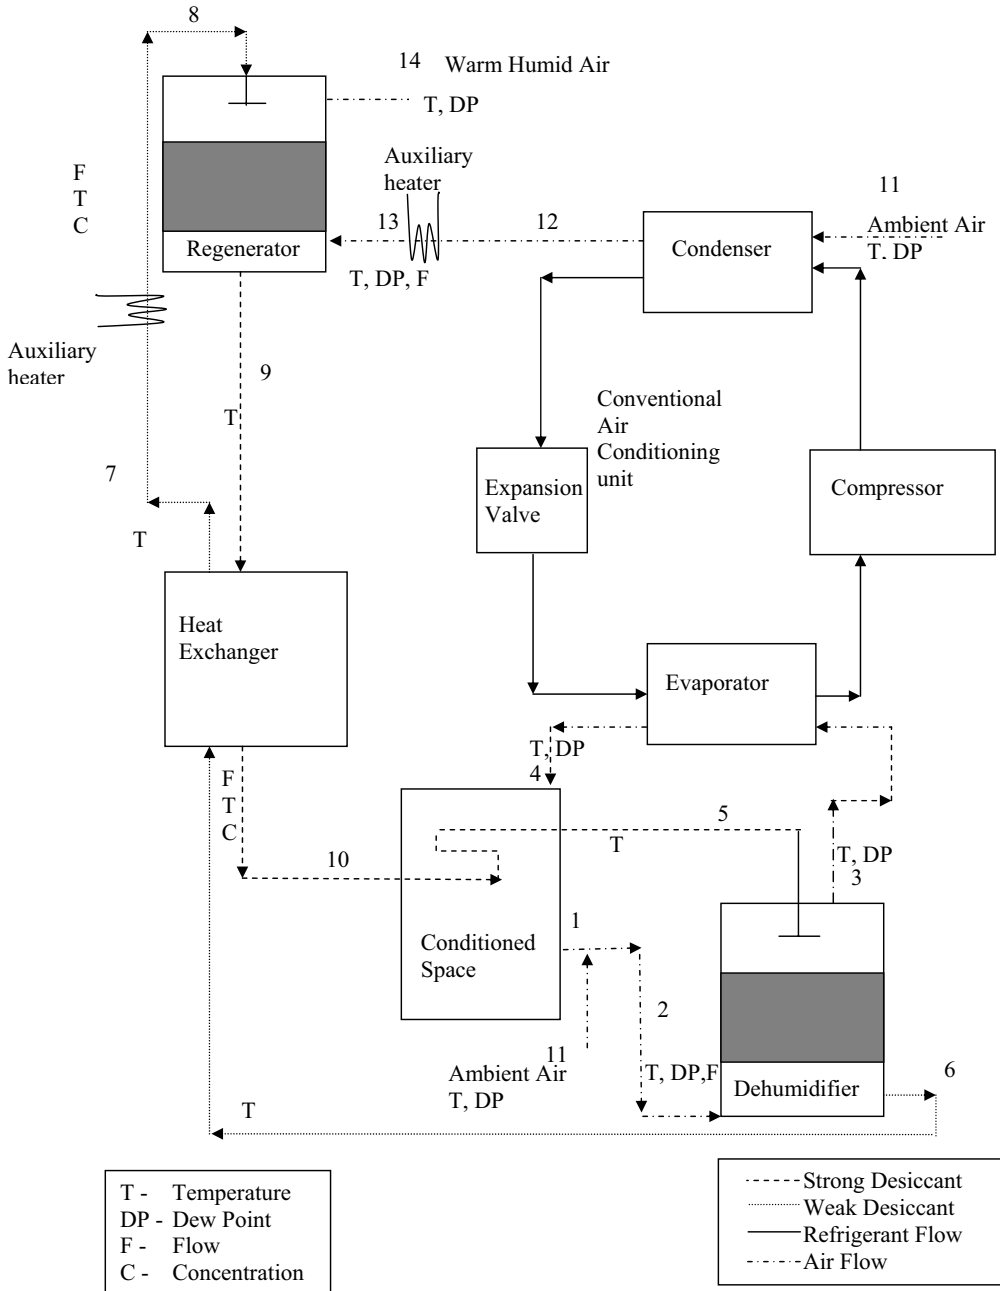 8
14 Warm Humid Air
T, DP
F
T
C
Auxiliary
heater
13
12
11
Ambient Air
T, DP
Regenerator
T, DP, F
Condenser
Auxiliary
heater
9
T
Conventional
Air
Conditioning
unit
7
T
Expansion
Valve
Compressor
Heat
Exchanger
Evaporator
T, DP
4
F
T
C
10
5
T
T, DP
3
1
Conditioned
Space
2
11
Ambient Air
T, DP
T, DP,F
Dehumidifier
6
T
T - Temperature
DP - Dew Point
F - Flow
C - Concentration
Strong Desiccant
Weak Desiccant
Refrigerant Flow
Air Flow